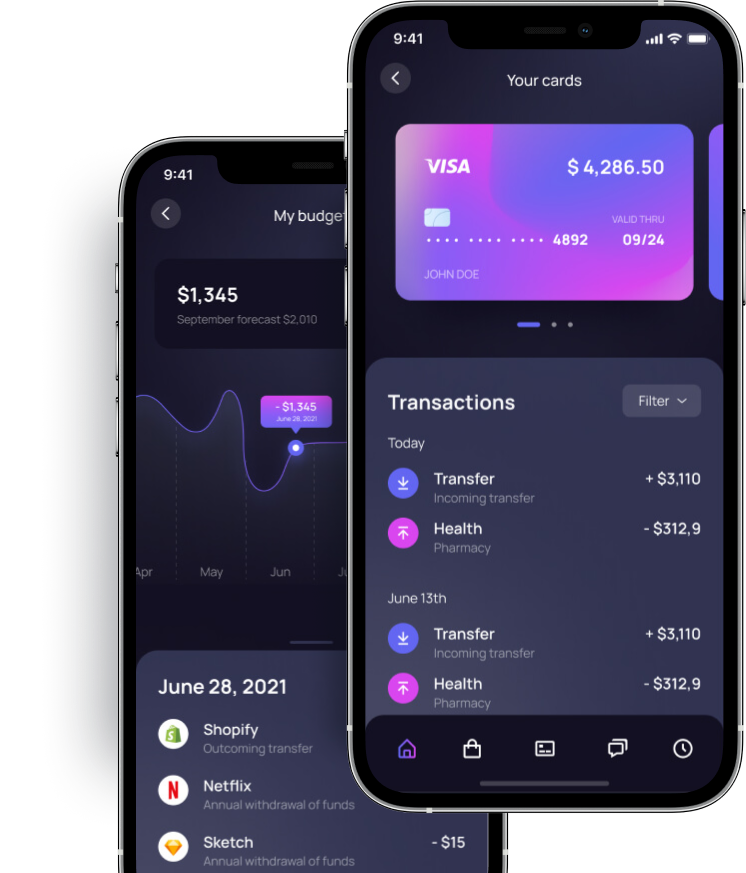 9:41
My budge
$1,345
September forecast $2,010
- $1,345
June 28, 2021
Apr May Jun Ju
June 28, 2021
Shopify
Outcoming transfer
Netflix
Annual withdrawal of funds
Sketch - $15
Annual withdrawal of funds
9:41
Your cards
VISA $ 4,286.50
VALID THRU
•••• •••• •••• 4892 09/24
JOHN DOE
Transactions Filter
Today
Transfer + $3,110
Incoming transfer
Health - $312,9
Pharmacy
June 13th
Transfer + $3,110
Incoming transfer
Health - $312,9
Pharmacy